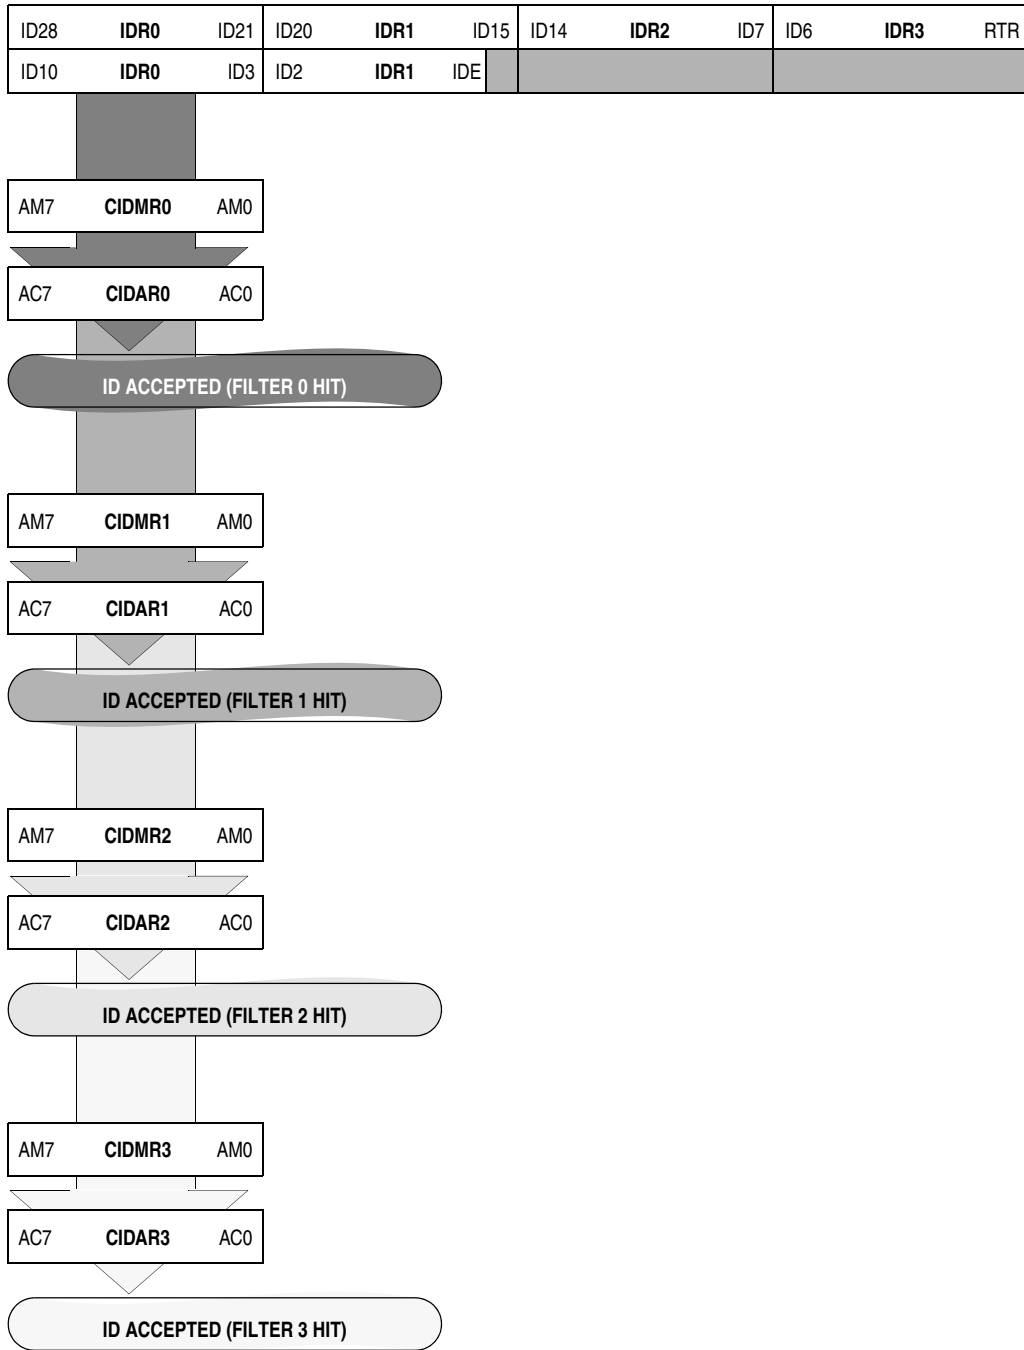 ID28 IDR0 ID21 ID20 IDR1 ID15 ID14 IDR2 ID7 ID6 IDR3 RTR
ID10 IDR0 ID3 ID2 IDR1 IDE
AM7 CIDMR0 AM0
AC7 CIDAR0 AC0
ID ACCEPTED (FILTER 0 HIT)
AM7 CIDMR1 AM0
AC7 CIDAR1 AC0
ID ACCEPTED (FILTER 1 HIT)
AM7 CIDMR2 AM0
AC7 CIDAR2 AC0
ID ACCEPTED (FILTER 2 HIT)
AM7 CIDMR3 AM0
AC7 CIDAR3 AC0
ID ACCEPTED (FILTER 3 HIT)